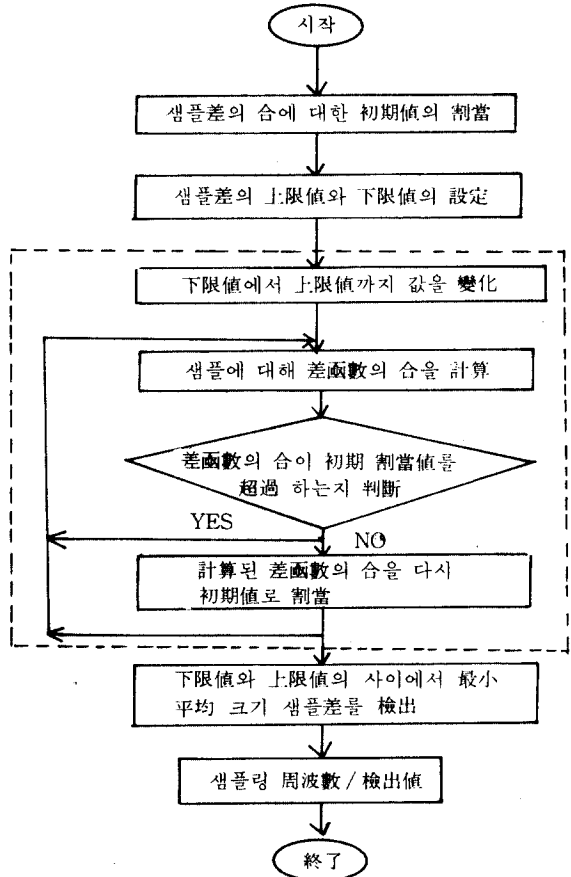 시작
샘플差의 合에 대한 初期値의 割當
샘플差의 上限値와 下限値의 設定
下限値에서 上限値까지 값을 變化
샘플에 대해 差凾數의 合을 計算
差凾數의 合이 初期 割當値를
超過 하는지 判斷
YES
NO
計算된 差凾數의 合을 다시
初期値로 割當
下限値와 上限値의 사이에서 最小
平均 크기 샘플差를 檢出
샘플링 周波數 / 檢出値
終了